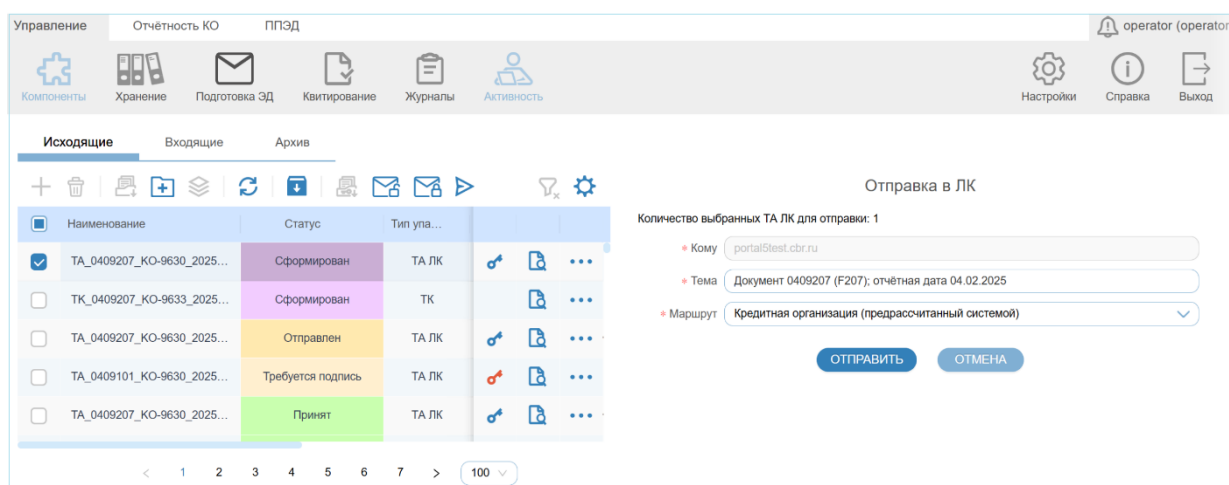 Управление Отчётность КО ППЭД operator (operator
Компоненты Хранение Подготовка ЭД Квитирование Журналы Активность Настройки Справка Выход
Исходящие Входящие Архив
Отправка в ЛК
Наименование Статус Тип упа...
Количество выбранных ТА ЛК для отправки: 1
TA_0409207_KO-9630_2025... Сформирован ТА ЛК
* Кому portal5test.cbr.ru
* Тема Документ 0409207 (F207); отчётная дата 04.02.2025
TK_0409207_KO-9633_2025... Сформирован ТК
* Маршрут Кредитная организация (предрассчитанный системой)
TA_0409207_KO-9630_2025... Отправлен ТА ЛК
ОТПРАВИТЬ ОТМЕНА
TA_0409101_KO-9630_2025... Требуется подпись ТА ЛК
TA_0409207_KO-9630_2025... Принят ТА ЛК
< 1 2 3 4 5 6 7 > 100